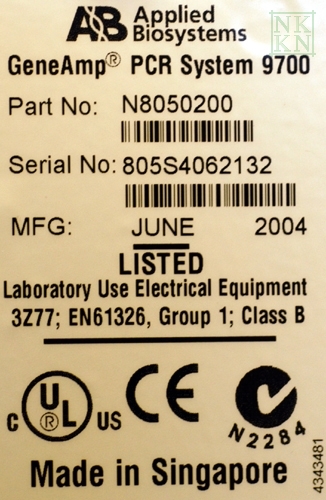 AB Applied
Biosystems
NK
KN
GeneAmp® PCR System 9700
Part No: N8050200
Serial No: 805S4062132
MFG: JUNE 2004
LISTED
Laboratory Use Electrical Equipment
3Z77; EN61326, Group 1; Class B
C UL ® US CE N2284
Made in Singapore
4343481